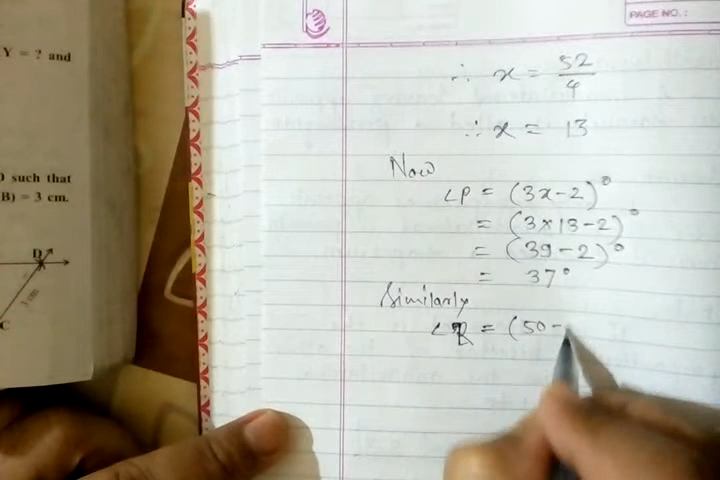 Y = ? and
such that
B) = 3 cm.
D
C
PAGE NO.:
∴ x = 52/4
∴ x = 13
Now
∠P = (3x-2)°
= (3×13-2)°
= (39-2)°
= 37°
Similarly
∠R = (50-